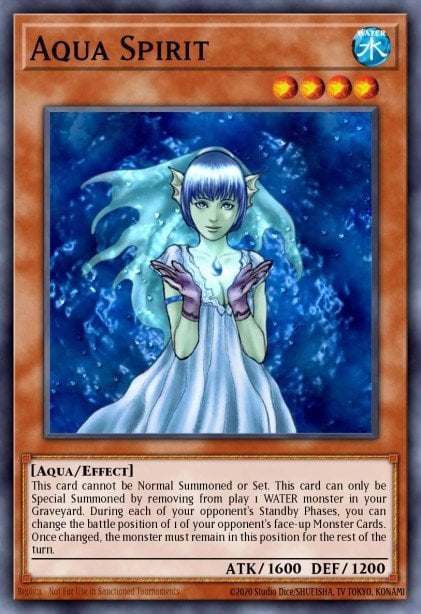 Aqua Spirit
WATER
水
[Aqua/Effect]
This card cannot be Normal Summoned or Set. This card can only be
Special Summoned by removing from play 1 WATER monster in your
Graveyard. During each of your opponent's Standby Phases, you can
change the battle position of 1 of your opponent's face-up Monster Cards.
Once changed, the monster must remain in this position for the rest of the
turn.
ATK/1600 DEF/1200
Replica - Not For Use in Sanctioned Tournaments
©2020 Studio Dice/SHUEISHA, TV TOKYO, KONAMI